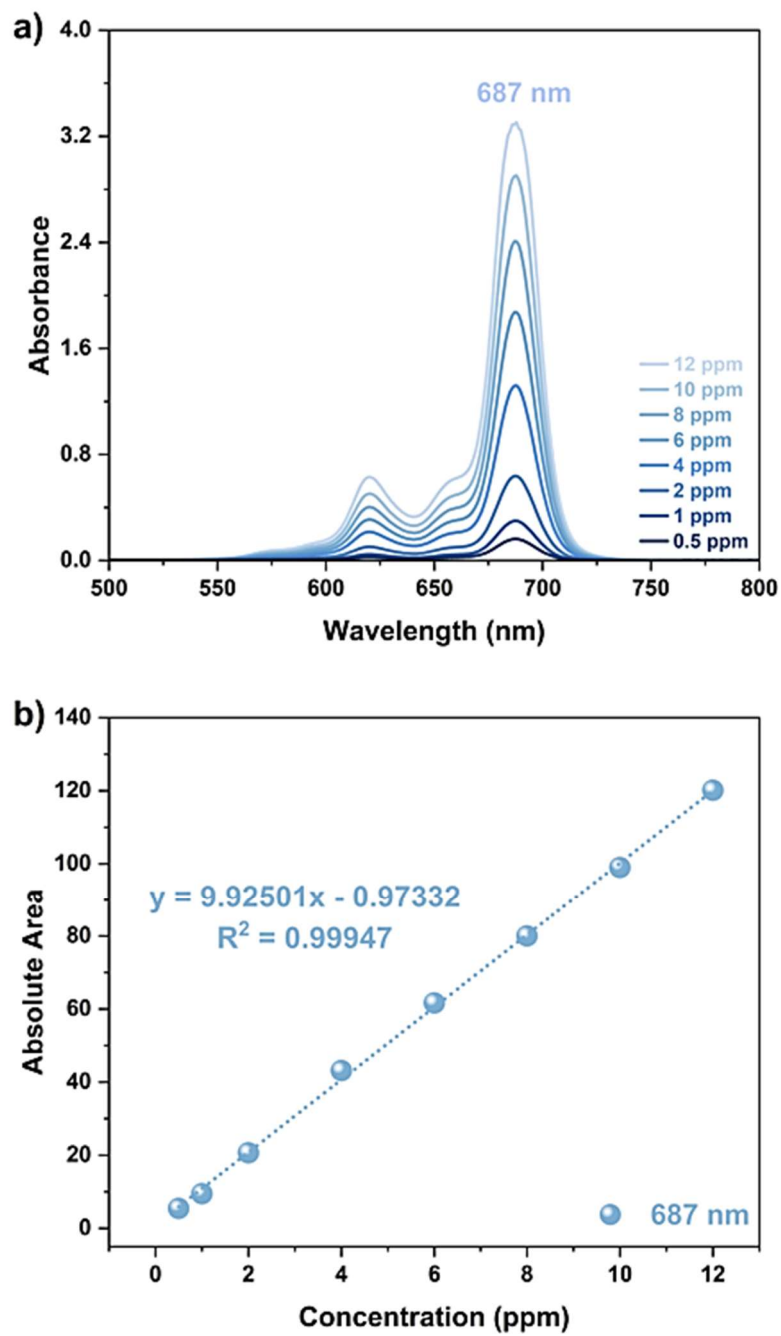 a)
4.0
3.2
2.4
1.6
0.8
0.0
Absorbance
687 nm
12 ppm
10 ppm
8 ppm
6 ppm
4 ppm
2 ppm
1 ppm
0.5 ppm
500 550 600 650 700 750 800
Wavelength (nm)
b)
140
120
100
80
60
40
20
0
Absolute Area
y = 9.92501x - 0.97332
R² = 0.99947
687 nm
0 2 4 6 8 10 12
Concentration (ppm)